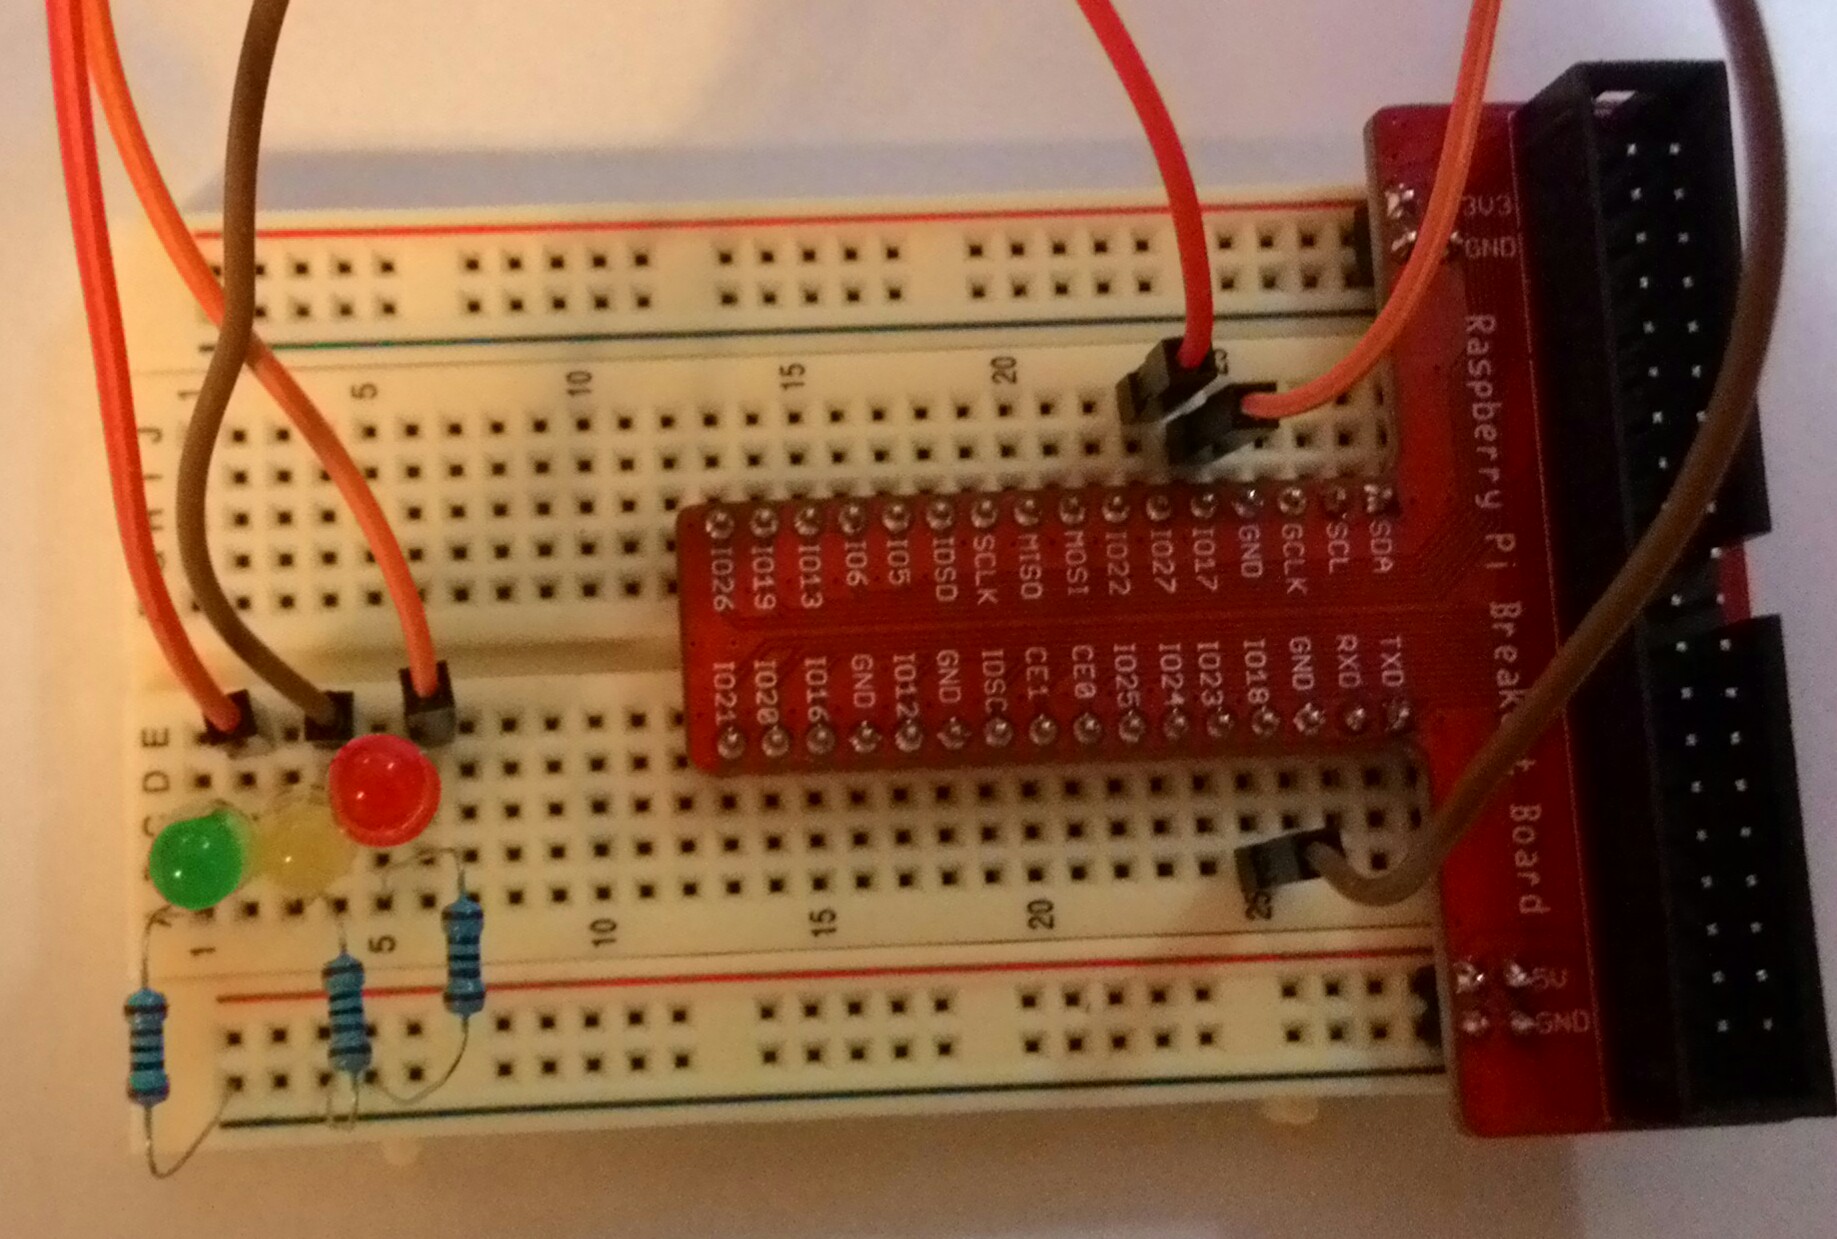 3V3
GND
1
5
10
15
20
J
I
H
IO26
IO19
IO13
IO6
IO5
IDSD
SCLK
MISO
MOSI
IO22
IO27
IO17
GND
GCLK
SCL
SDA
IO21
IO20
IO16
GND
IO12
GND
IDSC
CE1
CE0
IO25
IO24
IO23
IO18
GND
RXD
TXD
Raspberry Pi Board
E
D
1
5
10
15
20
25
5V
GND